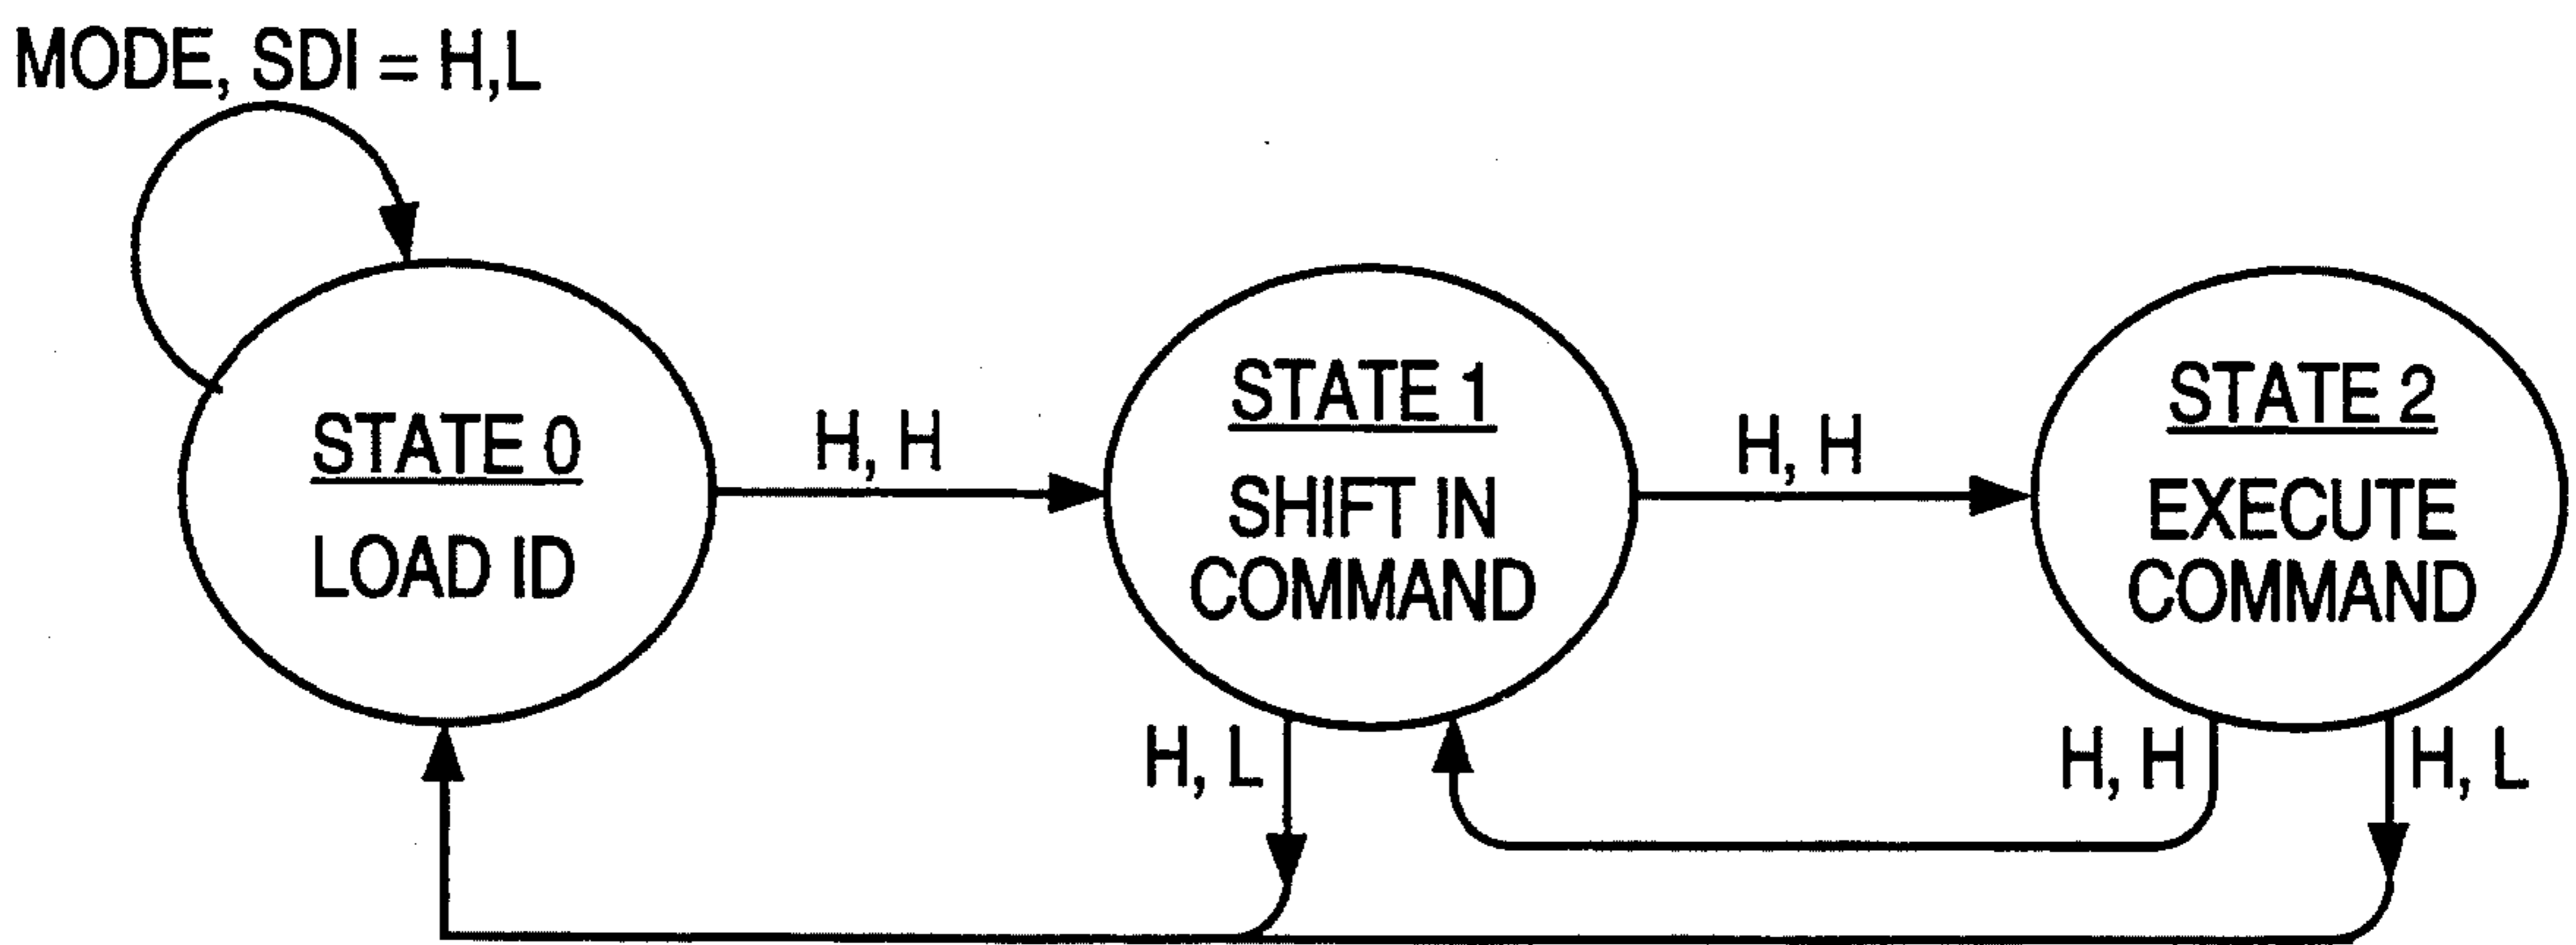 MODE, SDI = H,L
STATE 0
LOAD ID
H, H
STATE 1
SHIFT IN
COMMAND
H, H
STATE 2
EXECUTE
COMMAND
H, L
H, H
H, L